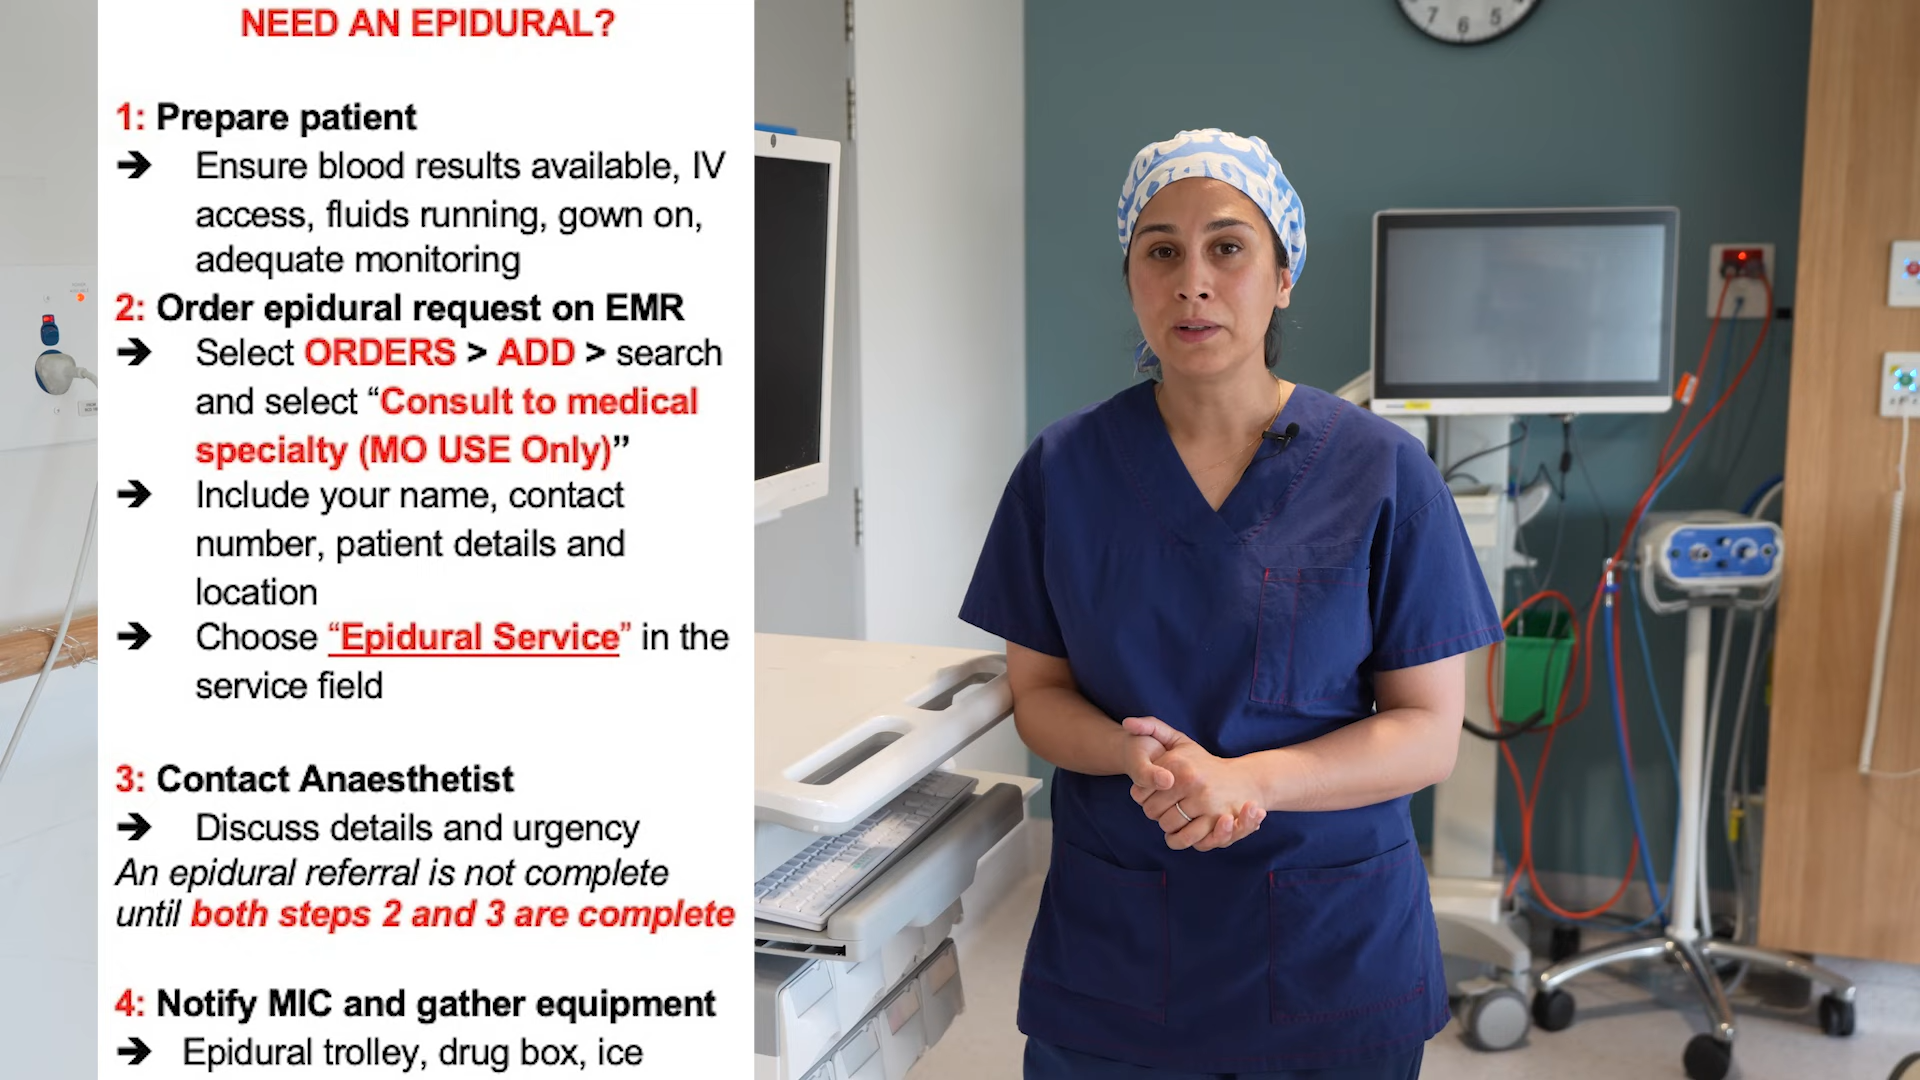 NEED AN EPIDURAL?
1: Prepare patient
➔ Ensure blood results available, IV
access, fluids running, gown on,
adequate monitoring
2: Order epidural request on EMR
➔ Select ORDERS > ADD > search
and select “Consult to medical
specialty (MO USE Only)”
➔ Include your name, contact
number, patient details and
location
➔ Choose “Epidural Service” in the
service field
3: Contact Anaesthetist
➔ Discuss details and urgency
An epidural referral is not complete
until both steps 2 and 3 are complete
4: Notify MIC and gather equipment
➔ Epidural trolley, drug box, ice
7 6 5